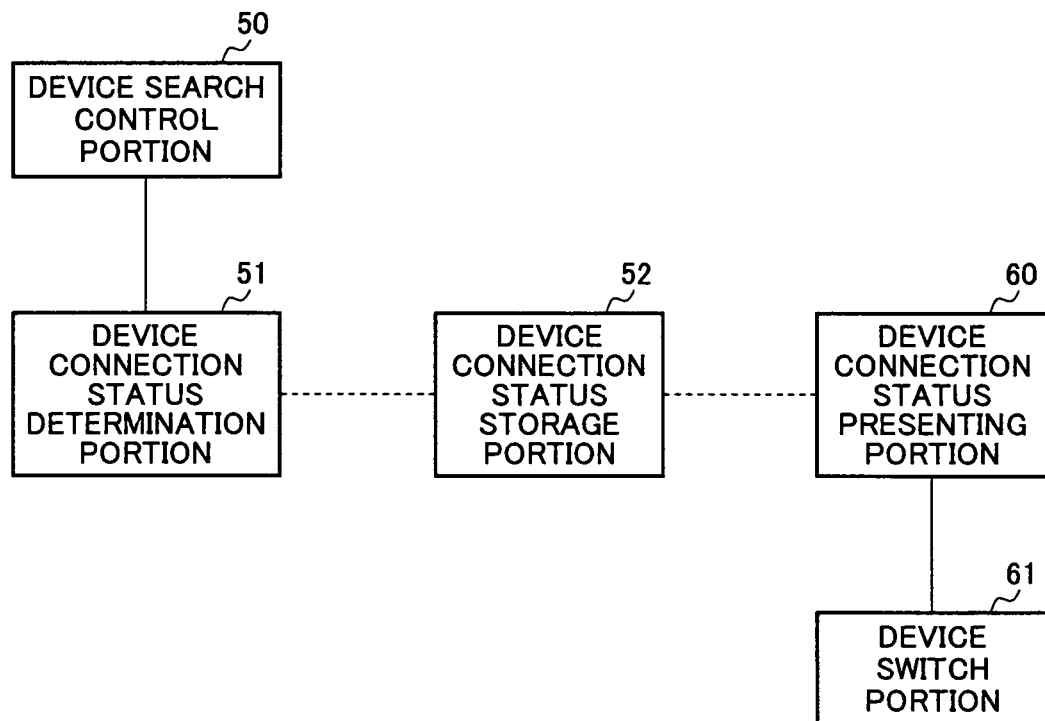 50
DEVICE SEARCH
CONTROL
PORTION
51
DEVICE
CONNECTION
STATUS
DETERMINATION
PORTION
52
DEVICE
CONNECTION
STATUS
STORAGE
PORTION
60
DEVICE
CONNECTION
STATUS
PRESENTING
PORTION
61
DEVICE
SWITCH
PORTION